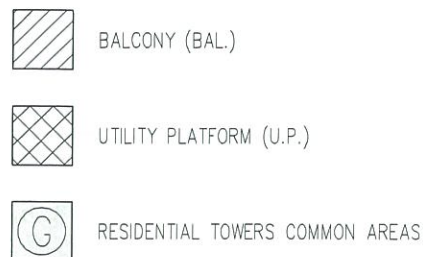 BALCONY (BAL.)
UTILITY PLATFORM (U.P.)
G RESIDENTIAL TOWERS COMMON AREAS